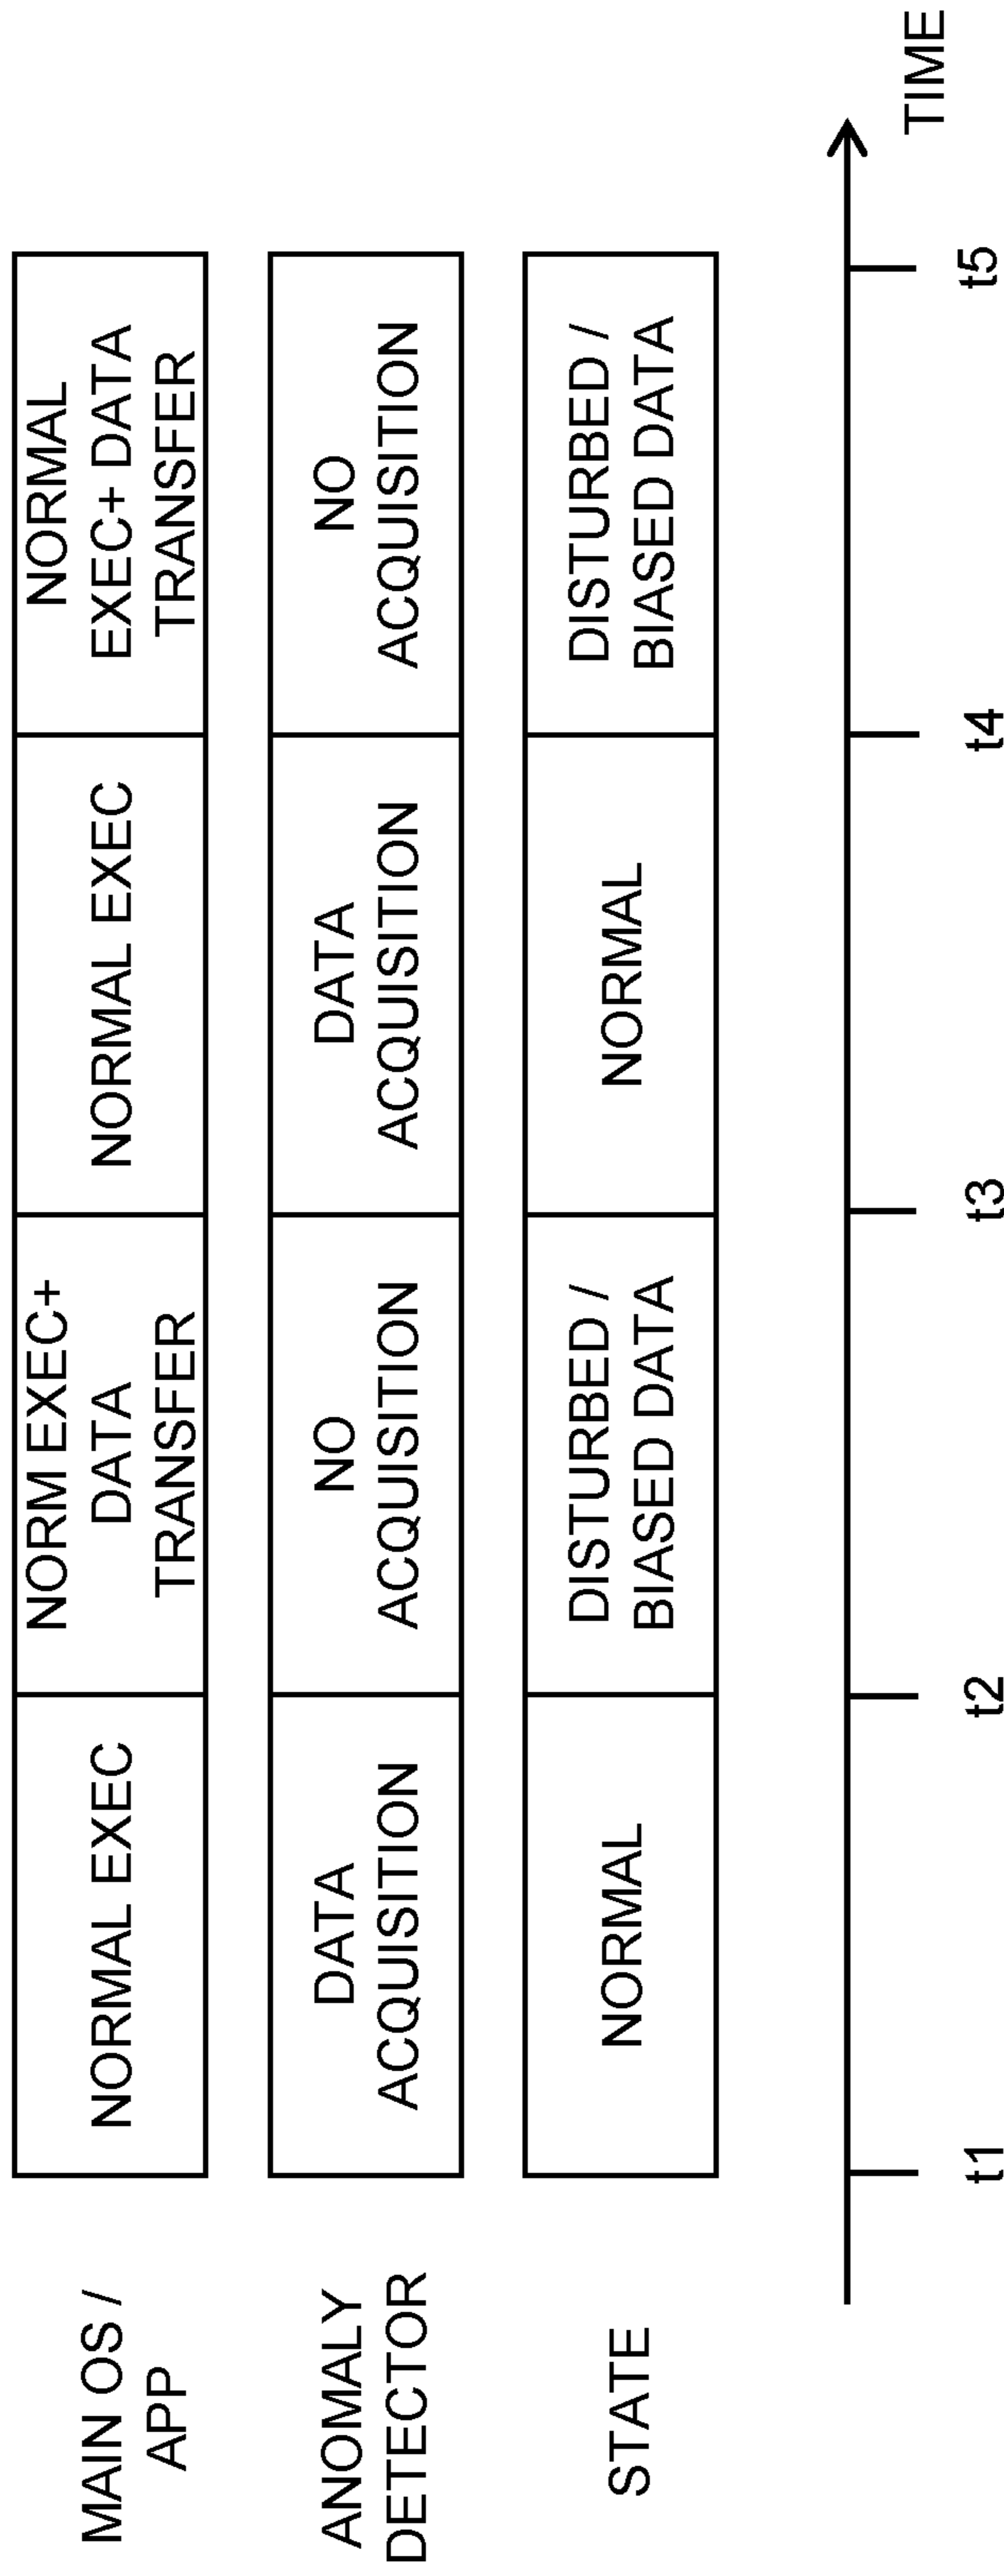 MAIN OS /
APP
NORMAL EXEC
NORM EXEC+
DATA
TRANSFER
NORMAL EXEC
NORMAL
EXEC+ DATA
TRANSFER
ANOMALY
DETECTOR
DATA
ACQUISITION
NO
ACQUISITION
DATA
ACQUISITION
NO
ACQUISITION
STATE
NORMAL
DISTURBED /
BIASED DATA
NORMAL
DISTURBED /
BIASED DATA
t1
t2
t3
t4
t5
TIME